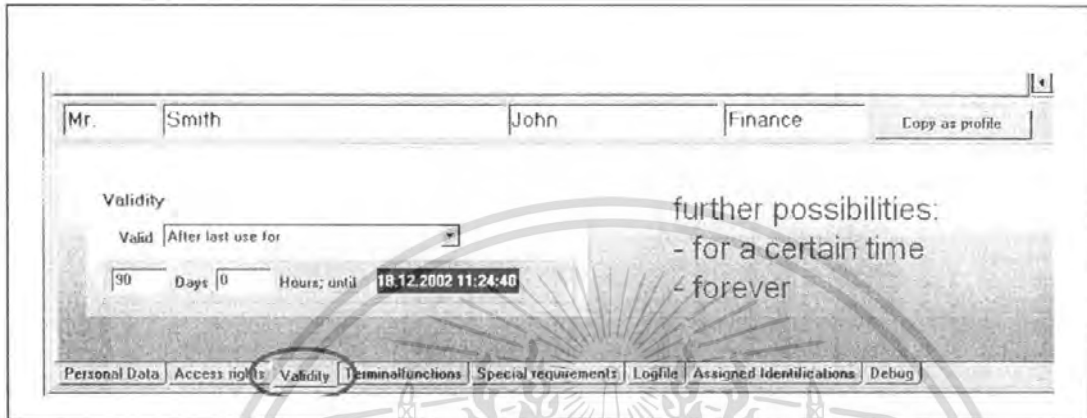 Mr. Smith John Finance Copy as profile
Validity
Valid After last use for
90 Days 0 Hours; until 18.12.2002 11:24:40
further possibilities:
- for a certain time
- forever
Personal Data Access rights Validity Terminalfunctions Special requirements Logfile Assigned Identifications Debug